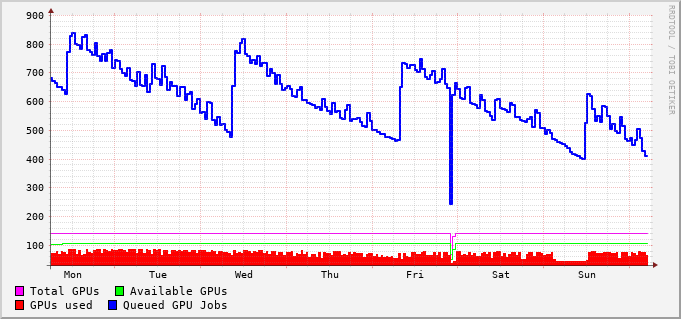 900
800
700
600
500
400
300
200
100
Mon Tue Wed Thu Fri Sat Sun
Total GPUs Available GPUs
GPUs used Queued GPU Jobs
RRDTOOL / TOBI OETIKER